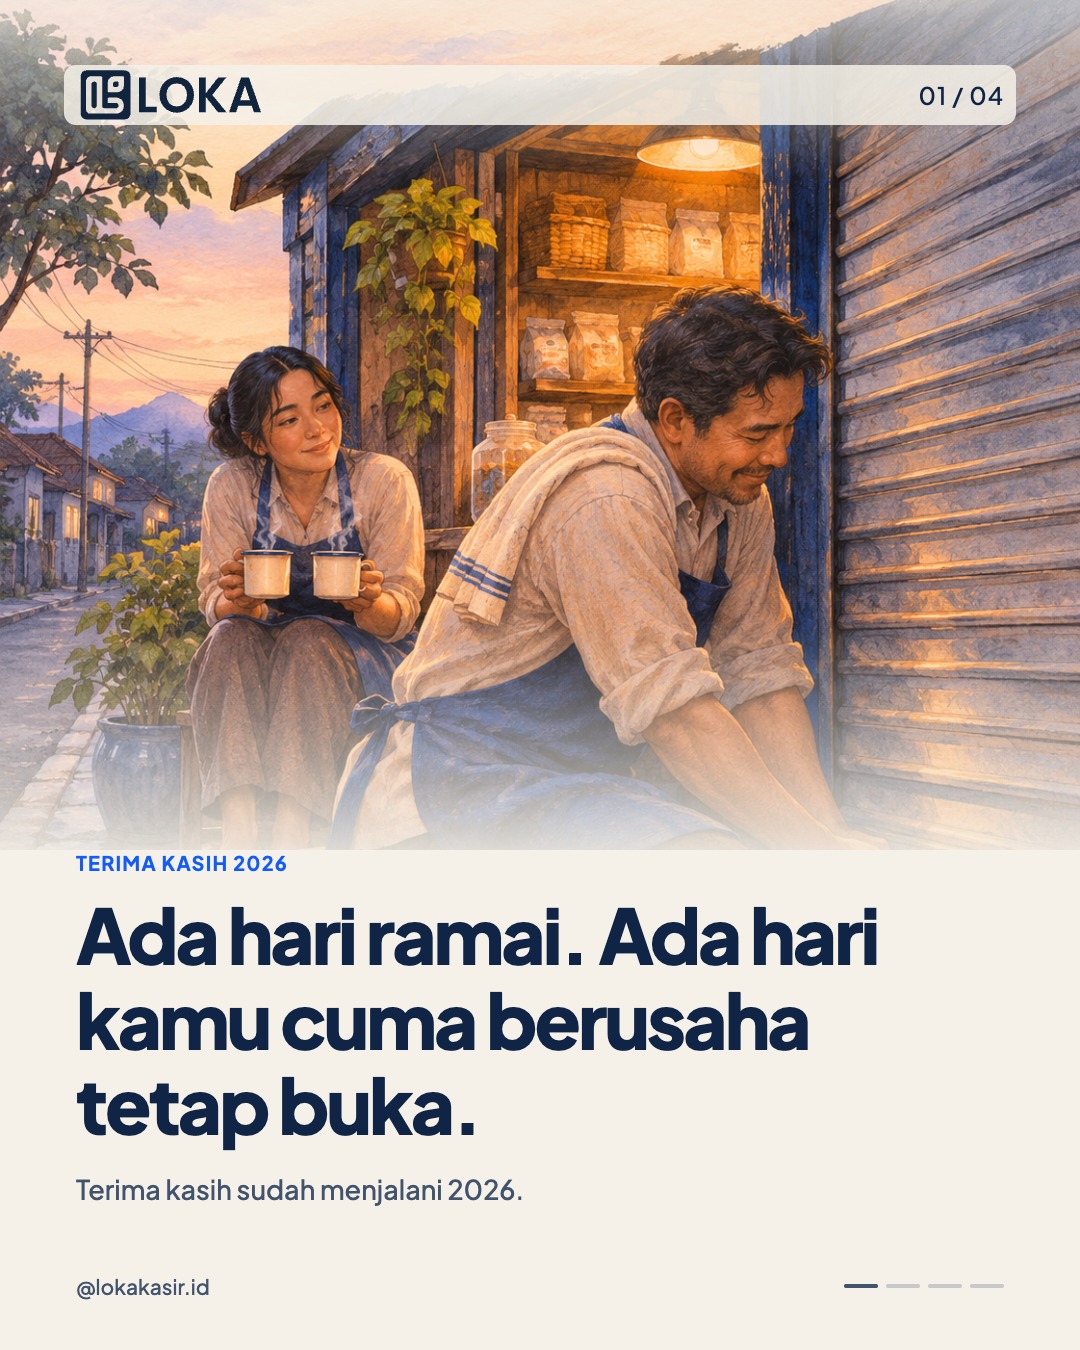 LOKA
01 / 04
TERIMA KASIH 2026
Ada hari ramai. Ada hari
kamu cuma berusaha
tetap buka.
Terima kasih sudah menjalani 2026.
@lokakasir.id